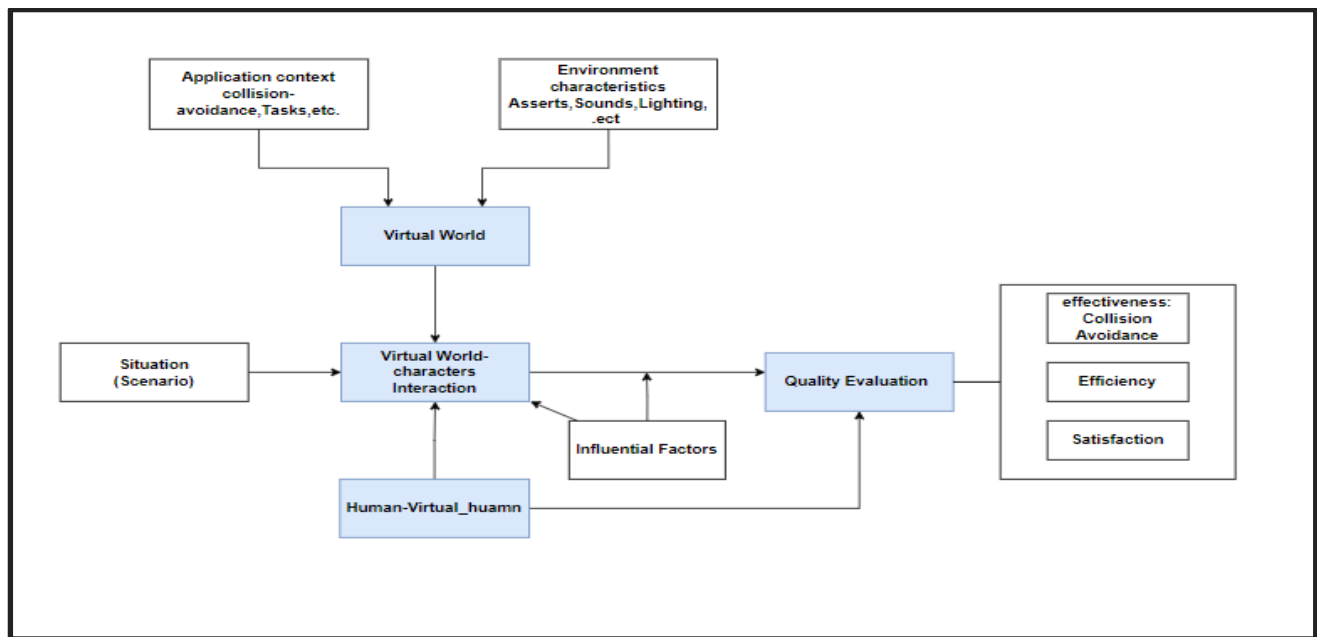 Application context
collision-
avoidance,Tasks,etc.
Environment
characteristics
Asserts,Sounds,Lighting,
.ect
Virtual World
Situation
(Scenario)
Virtual World-
characters
Interaction
Influential Factors
Human-Virtual_huamn
Quality Evaluation
effectiveness:
Collision
Avoidance
Efficiency
Satisfaction